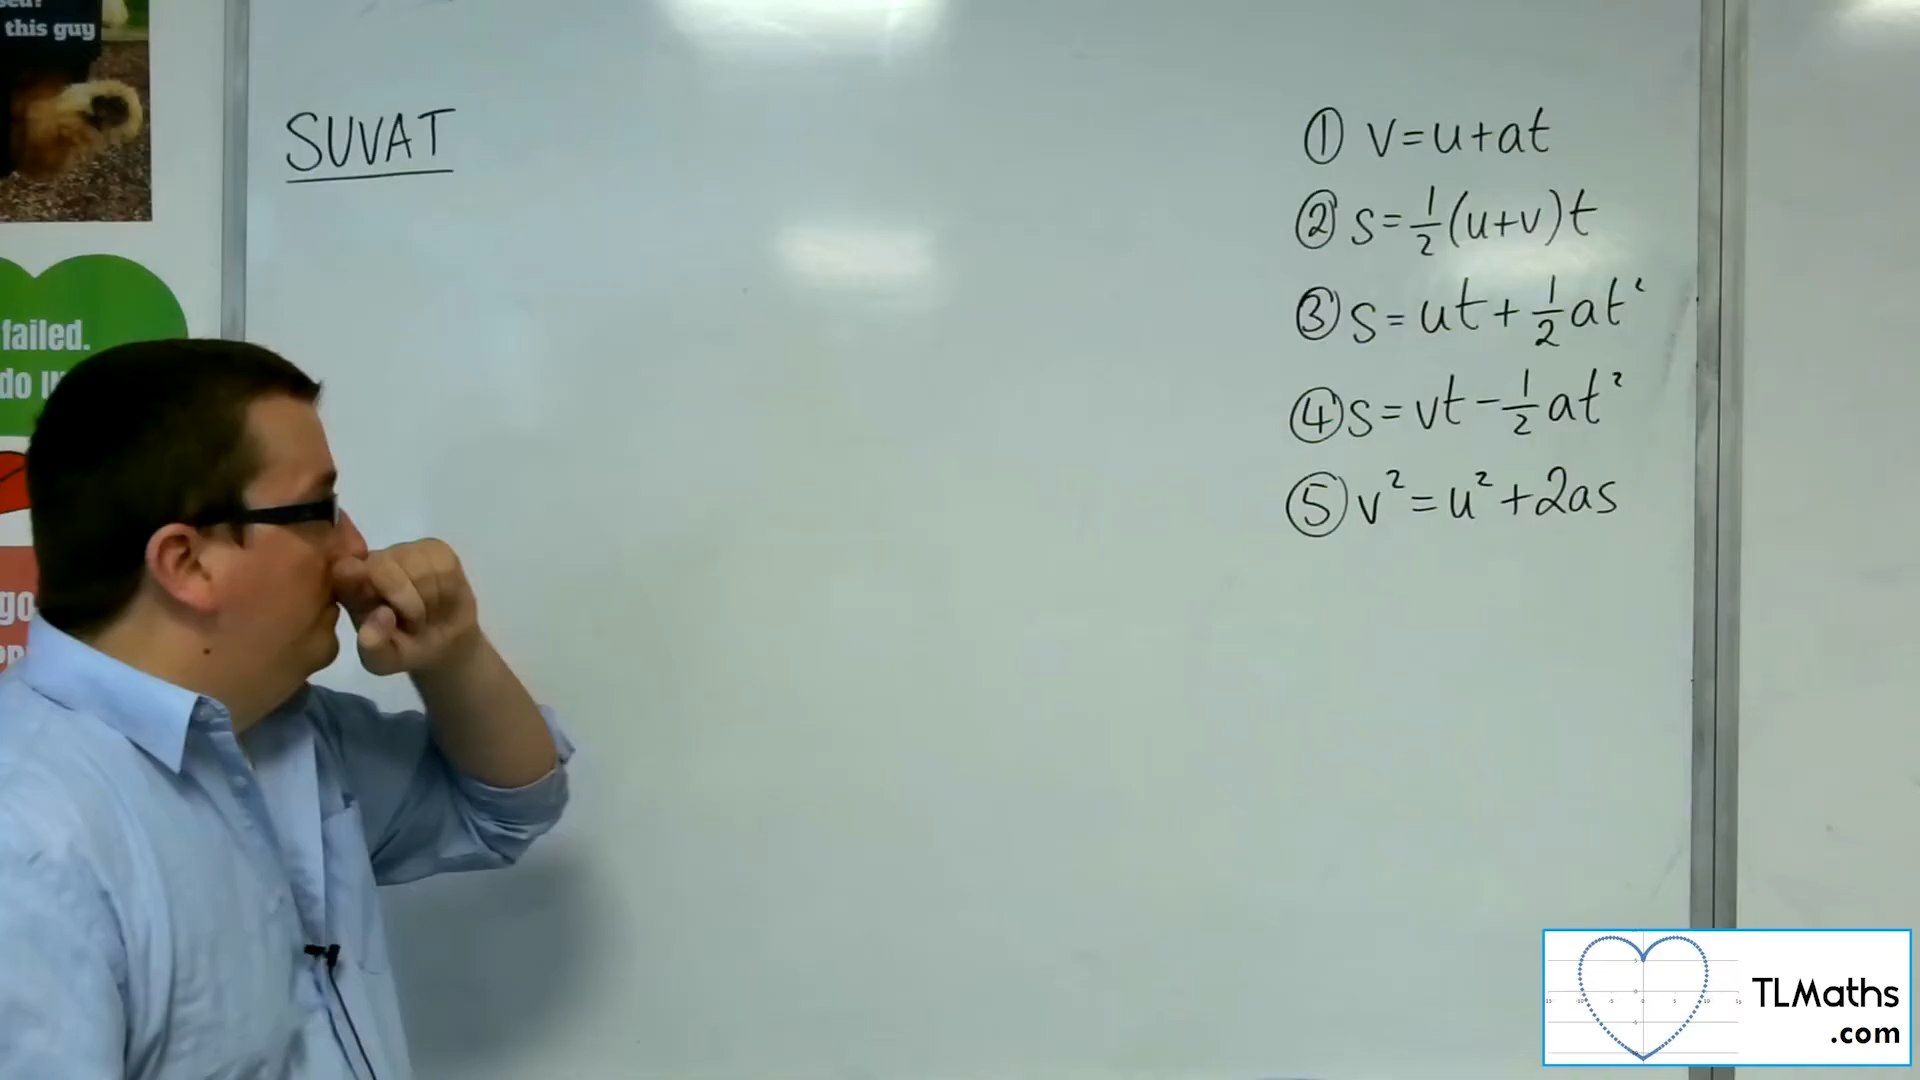 this guy
failed.
do
go
SUVAT
① v=u+at
② s=½(u+v)t
③ s=ut+½at²
④ s=vt-½at²
⑤ v²=u²+2as
TLMaths
.com